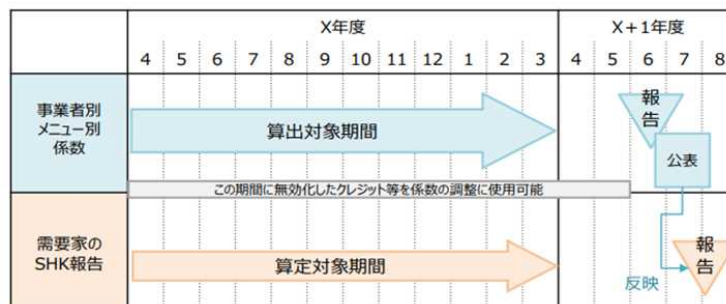 X年度 X+1年度
4 5 6 7 8 9 10 11 12 1 2 3 4 5 6 7 8
事業者別
メニュー別
係数
算出対象期間
報
告
公表
この期間に無効化したクレジット等を係数の調整に使用可能
需要家の
SHK報告
算定対象期間
反映
報
告